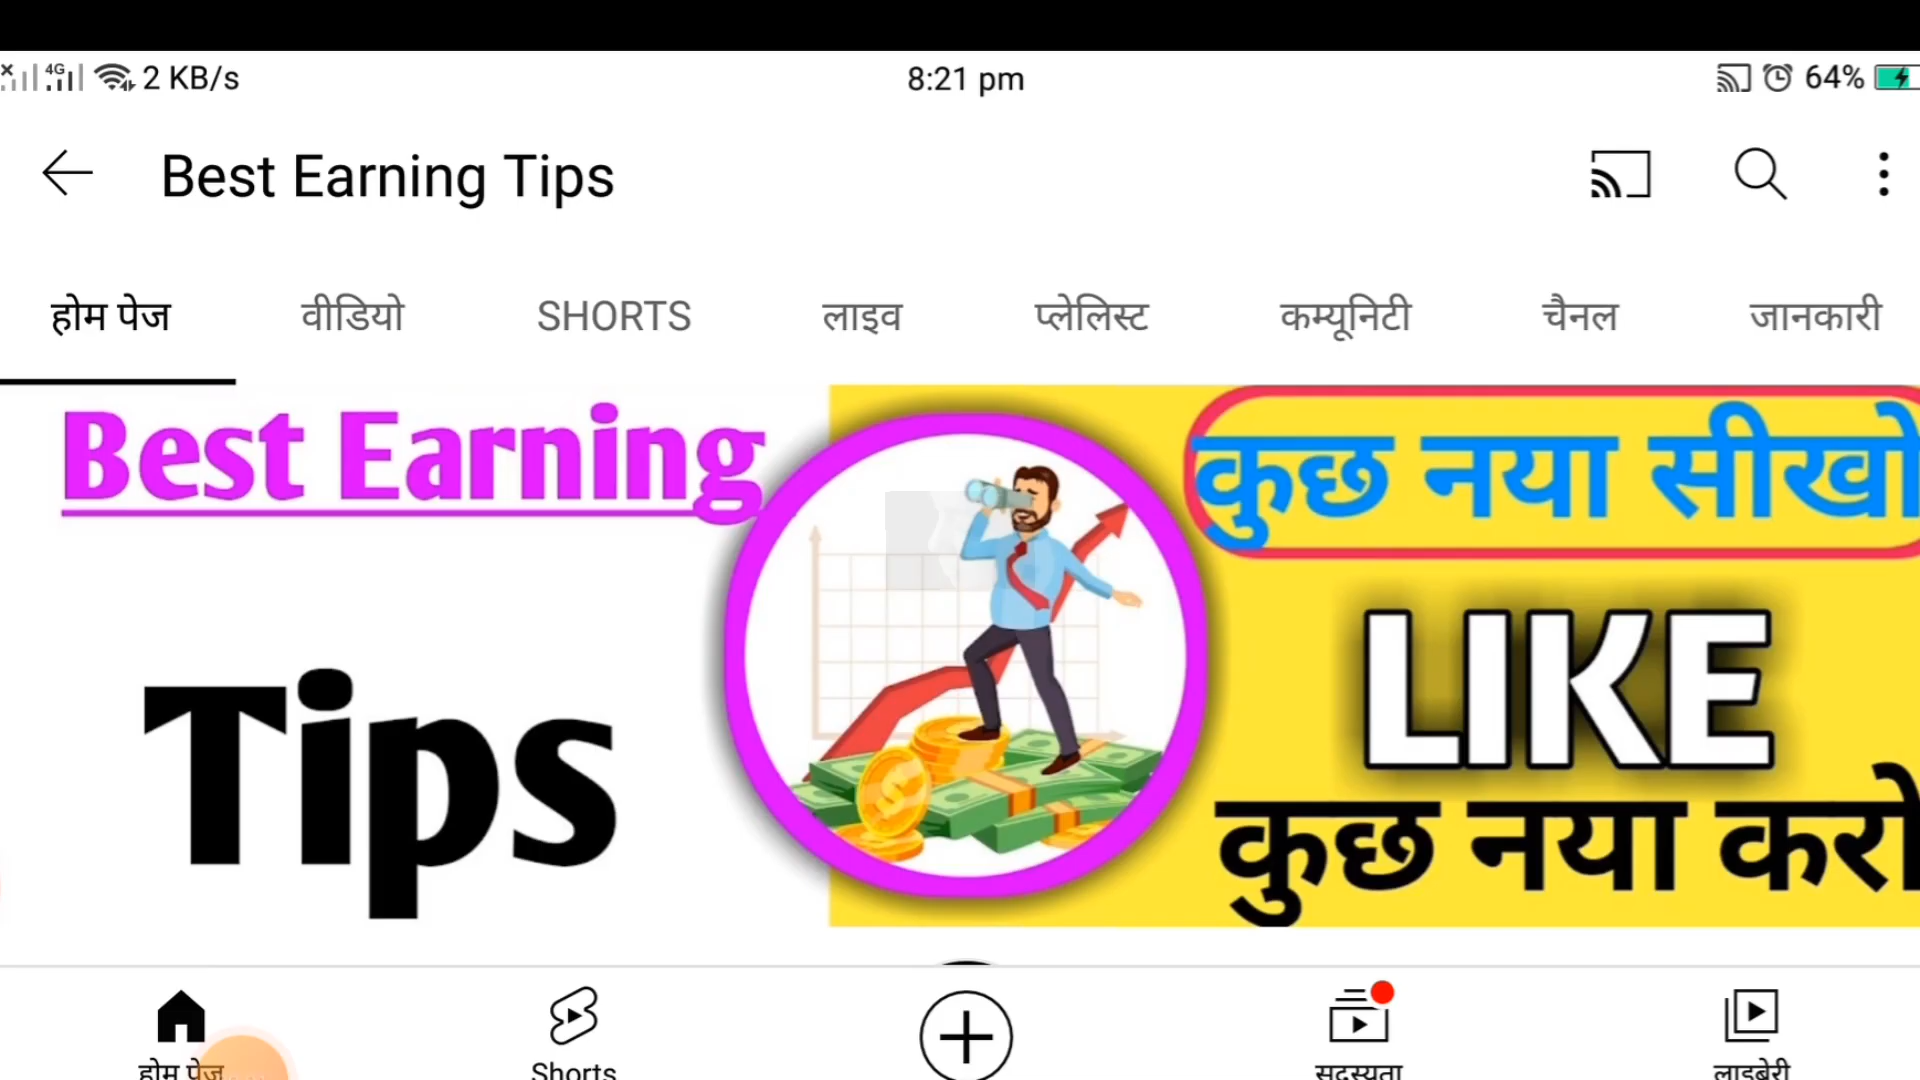 4G 2 KB/s 8:21 pm 64%
Best Earning Tips
होम पेज वीडियो SHORTS लाइव प्लेलिस्ट कम्यूनिटी चैनल जानकारी
Best Earning
Tips
कुछ नया सीखो
LIKE
कुछ नया करो
होम पेज Shorts सदस्यता लाइब्रेरी